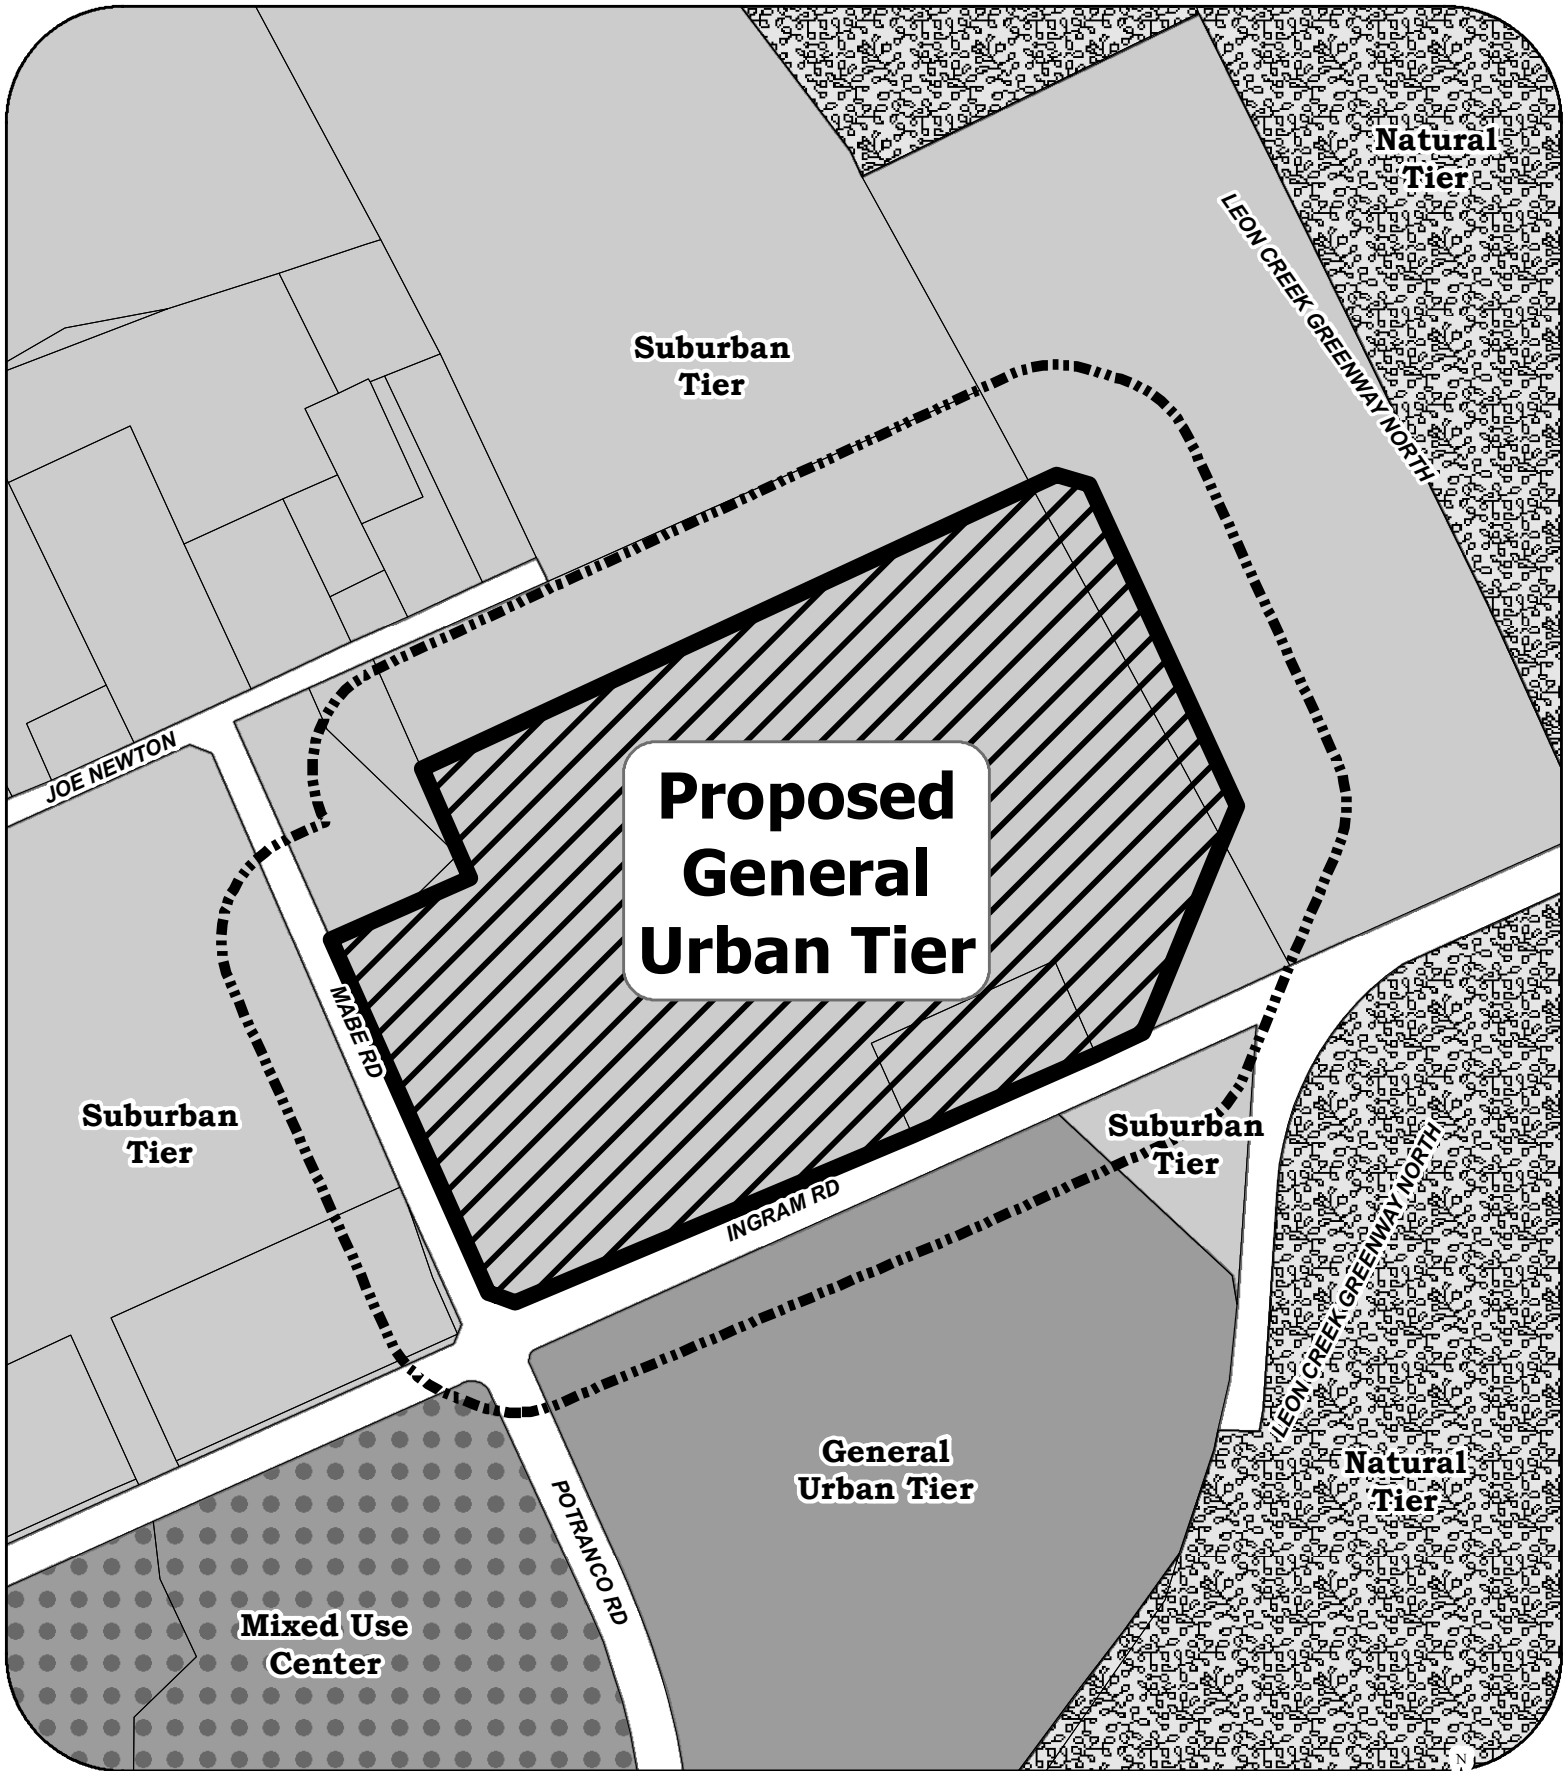 Natural
Tier
LEON CREEK GREENWAY NORTH
Suburban
Tier
JOE NEWTON
Proposed
General
Urban Tier
MABE RD
Suburban
Tier
Suburban
Tier
INGRAM RD
LEON CREEK GREENWAY NORTH
General
Urban Tier
Natural
Tier
POTRANCO RD
Mixed Use
Center
N